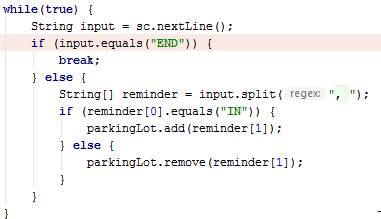 while(true) {
String input = sc.nextLine();
if (input.equals("END")) {
break;
} else {
String[] reminder = input.split( regex: ", ");
if (reminder[0].equals("IN")) {
parkingLot.add(reminder[1]);
} else {
parkingLot.remove(reminder[1]);
}
}
}